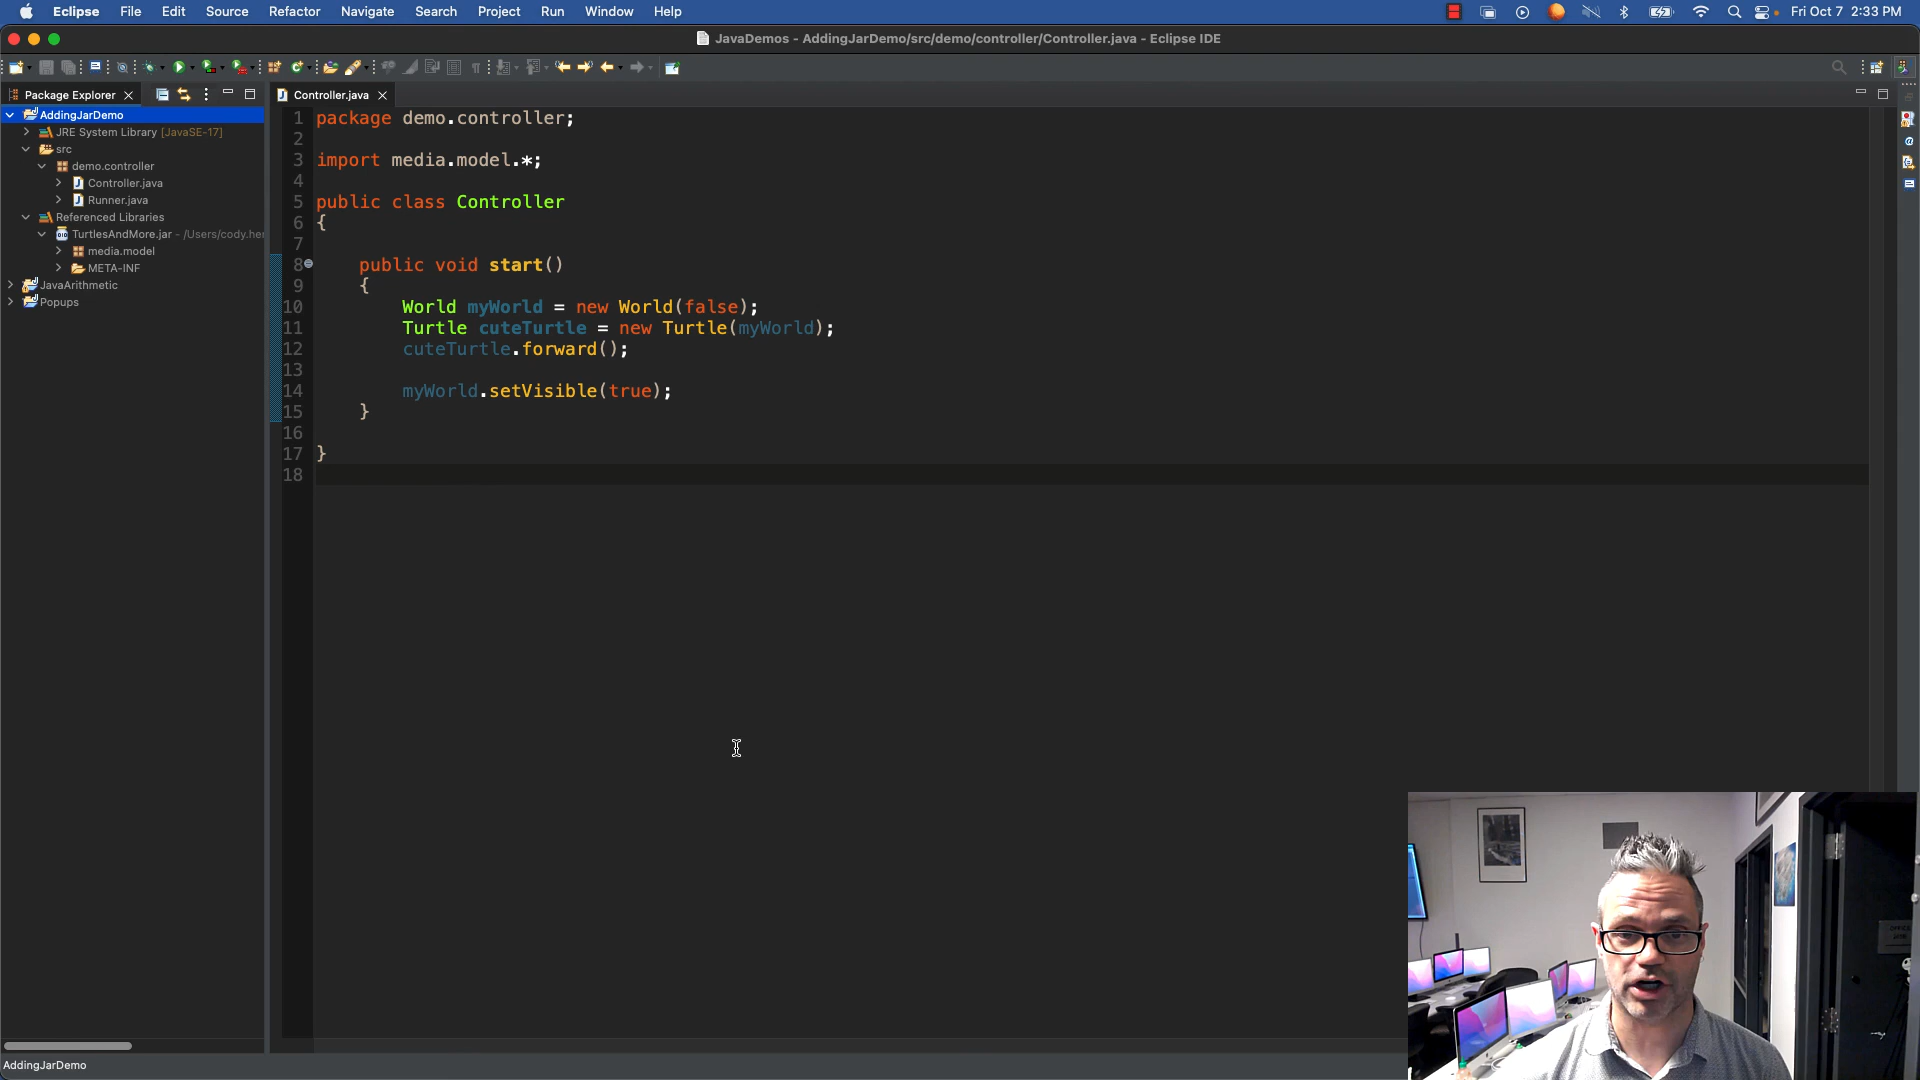 Eclipse File Edit Source Refactor Navigate Search Project Run Window Help Fri Oct 7 2:33 PM
JavaDemos - AddingJarDemo/src/demo/controller/Controller.java - Eclipse IDE
Package Explorer
Controller.java
AddingJarDemo
JRE System Library [JavaSE-17]
src
demo.controller
Controller.java
Runner.java
Referenced Libraries
TurtlesAndMore.jar - /Users/cody.her
media.model
META-INF
JavaArithmetic
Popups
1 package demo.controller;
2
3 import media.model.*;
4
5 public class Controller
6 {
7
8 public void start()
9 {
10 World myWorld = new World(false);
11 Turtle cuteTurtle = new Turtle(myWorld);
12 cuteTurtle.forward();
13
14 myWorld.setVisible(true);
15 }
16
17 }
18
AddingJarDemo